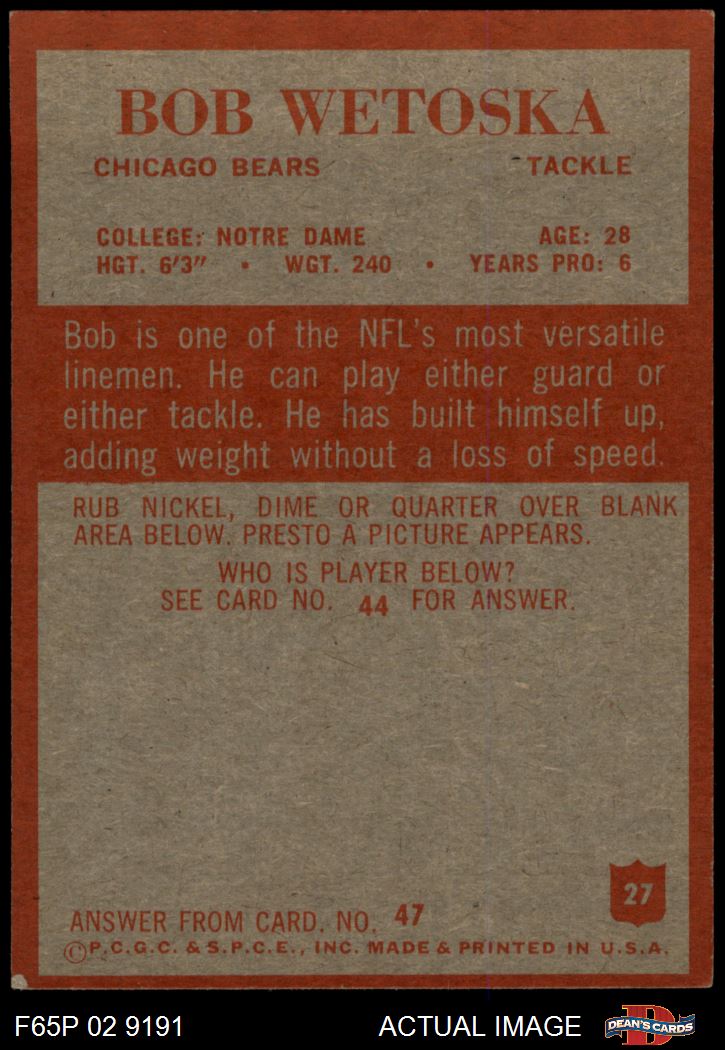 BOB WETOSKA
CHICAGO BEARS TACKLE
COLLEGE: NOTRE DAME AGE: 28
HGT. 6'3" • WGT. 240 • YEARS PRO: 6
Bob is one of the NFL's most versatile
linemen. He can play either guard or
either tackle. He has built himself up,
adding weight without a loss of speed.
RUB NICKEL, DIME OR QUARTER OVER BLANK
AREA BELOW. PRESTO A PICTURE APPEARS.
WHO IS PLAYER BELOW?
SEE CARD NO. 44 FOR ANSWER.
27
ANSWER FROM CARD. NO. 47
©P.C.G.C. & S.P.C.E., INC. MADE & PRINTED IN U.S.A.
F65P 02 9191 ACTUAL IMAGE
D
DEAN'S CARDS